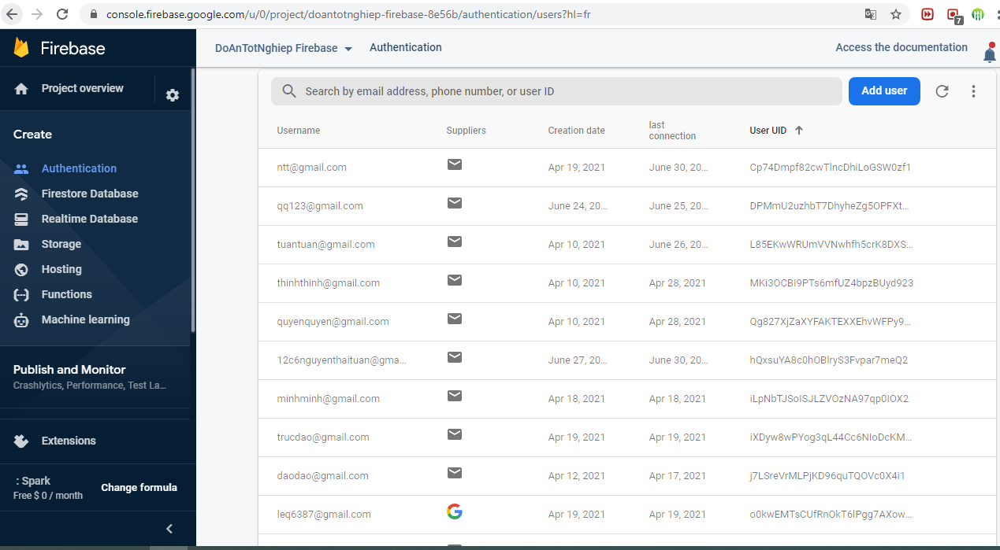 console.firebase.google.com/u/0/project/doantotnghiep-firebase-8e56b/authentication/users?hl=fr
7
Firebase
DoAnTotNghiep Firebase
Authentication
Access the documentation
Project overview
Create
Authentication
Firestore Database
Realtime Database
Storage
Hosting
Functions
Machine learning
Publish and Monitor
Crashlytics, Performance, Test La...
Extensions
: Spark
Free $ 0 / month
Change formula
Search by email address, phone number, or user ID
Add user
Username Suppliers Creation date last connection User UID
ntt@gmail.com Apr 19, 2021 June 30, 20... Cp74Dmpf82cwTlncDhiLoGSW0zf1
qq123@gmail.com June 24, 20... June 25, 20... DPMmU2uzhbT7DhyheZg5OPFXt...
tuantuan@gmail.com Apr 10, 2021 June 26, 20... L85EKwWRUmVVNwhfh5crK8DXS...
thinhthinh@gmail.com Apr 10, 2021 Apr 28, 2021 MKi3OCBI9PTs6mfUZ4bpzBUyd923
quyenquyen@gmail.com Apr 10, 2021 Apr 28, 2021 Qg827XjZaXYFAKTEXXEhvWFPy9...
12c6nguyenthaituan@gma... June 27, 20... June 30, 20... hQxsuYA8c0hOBlryS3Fvpar7meQ2
minhminh@gmail.com Apr 18, 2021 Apr 18, 2021 iLpNbTJSoISJLZVOzNA97qp0IOX2
trucdao@gmail.com Apr 19, 2021 Apr 19, 2021 iXDyw8wPYog3qL44Cc6NIoDcKM...
daodao@gmail.com Apr 12, 2021 Apr 17, 2021 j7LSreVrMLPjKD96quTQOVc0X4i1
leq6387@gmail.com Apr 19, 2021 Apr 19, 2021 o0kwEMTsCUfRnOkT6lPgg7AXow...